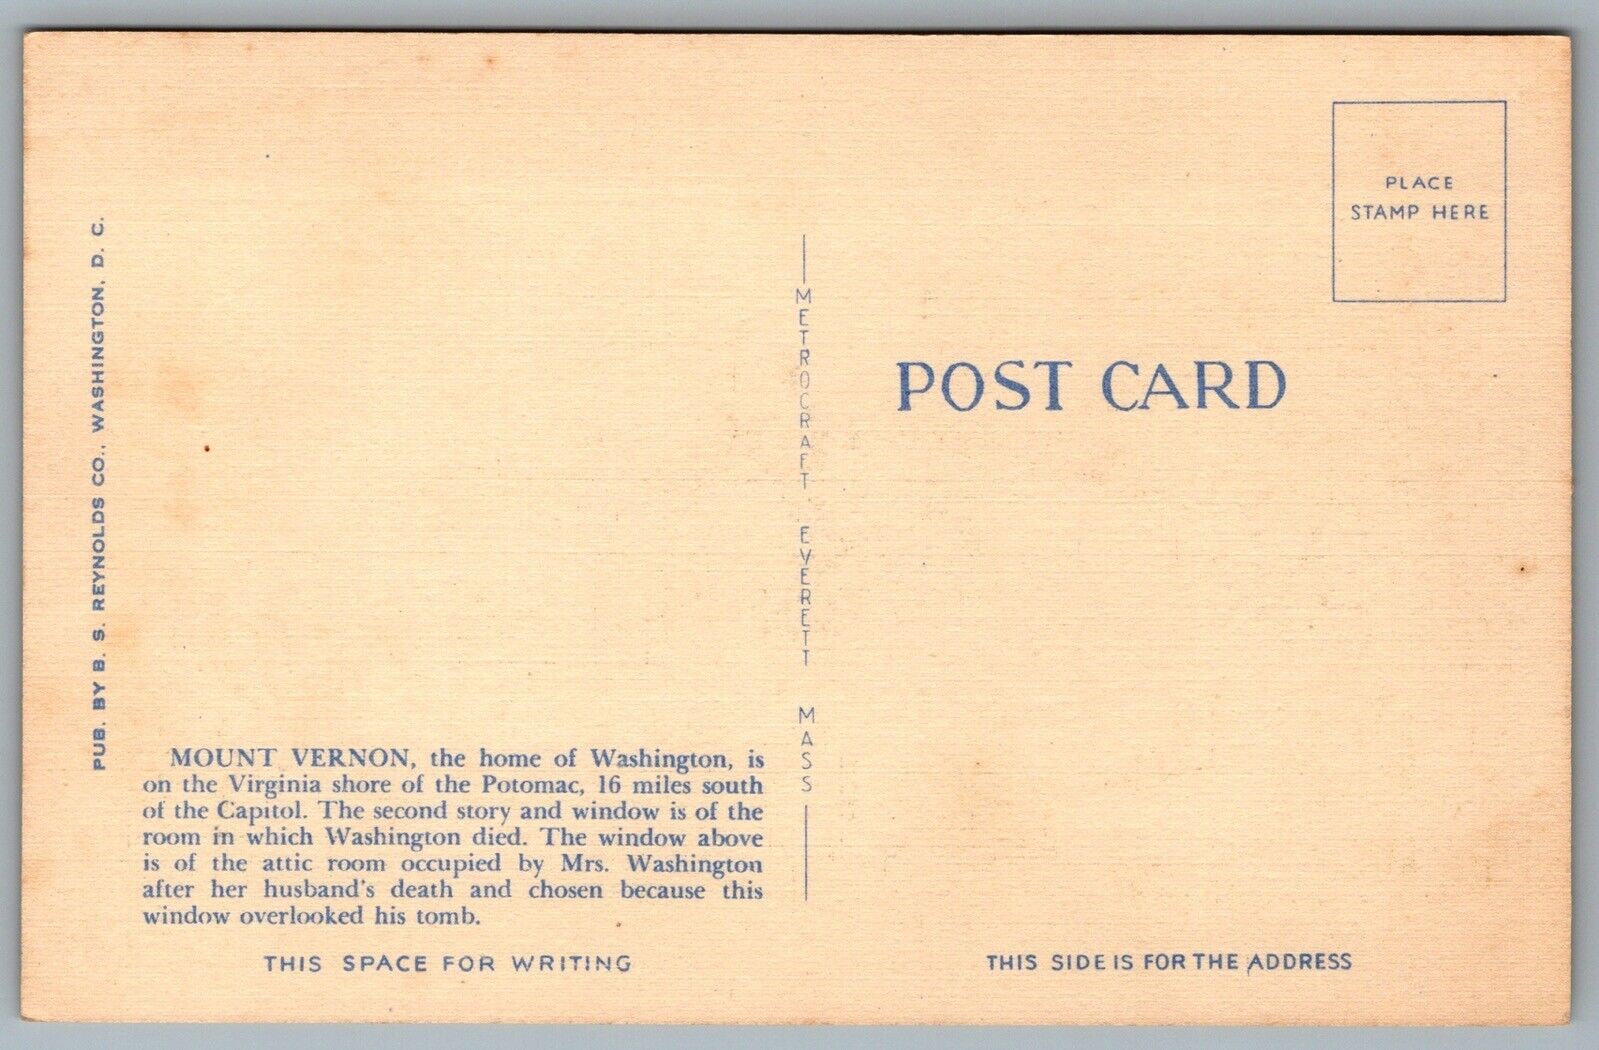 PUB. BY B. S. REYNOLDS CO., WASHINGTON, D. C.
MOUNT VERNON, the home of Washington, is
on the Virginia shore of the Potomac, 16 miles south
of the Capitol. The second story and window is of the
room in which Washington died. The window above
is of the attic room occupied by Mrs. Washington
after her husband's death and chosen because this
window overlooked his tomb.
THIS SPACE FOR WRITING
METROCRAFT EVERETT MASS
PLACE
STAMP HERE
POST CARD
THIS SIDE IS FOR THE ADDRESS